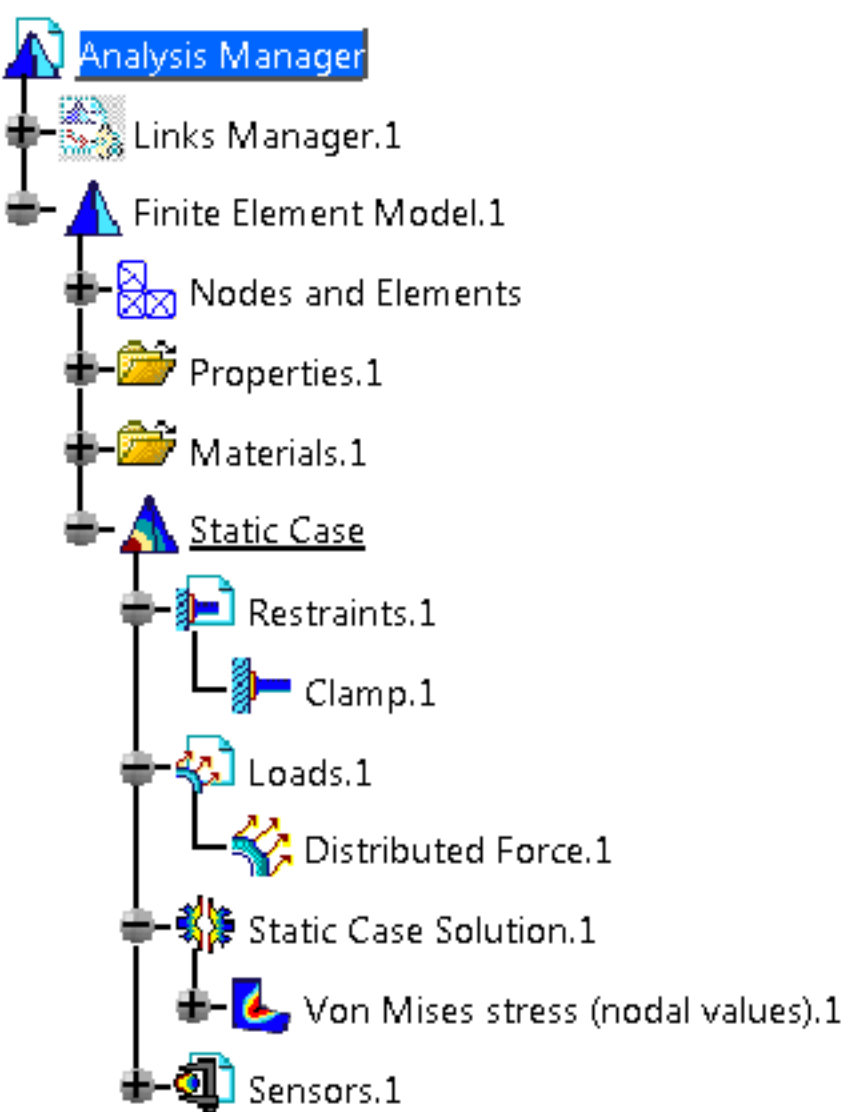 Analysis Manager
Links Manager.1
Finite Element Model.1
Nodes and Elements
Properties.1
Materials.1
Static Case
Restraints.1
Clamp.1
Loads.1
Distributed Force.1
Static Case Solution.1
Von Mises stress (nodal values).1
Sensors.1